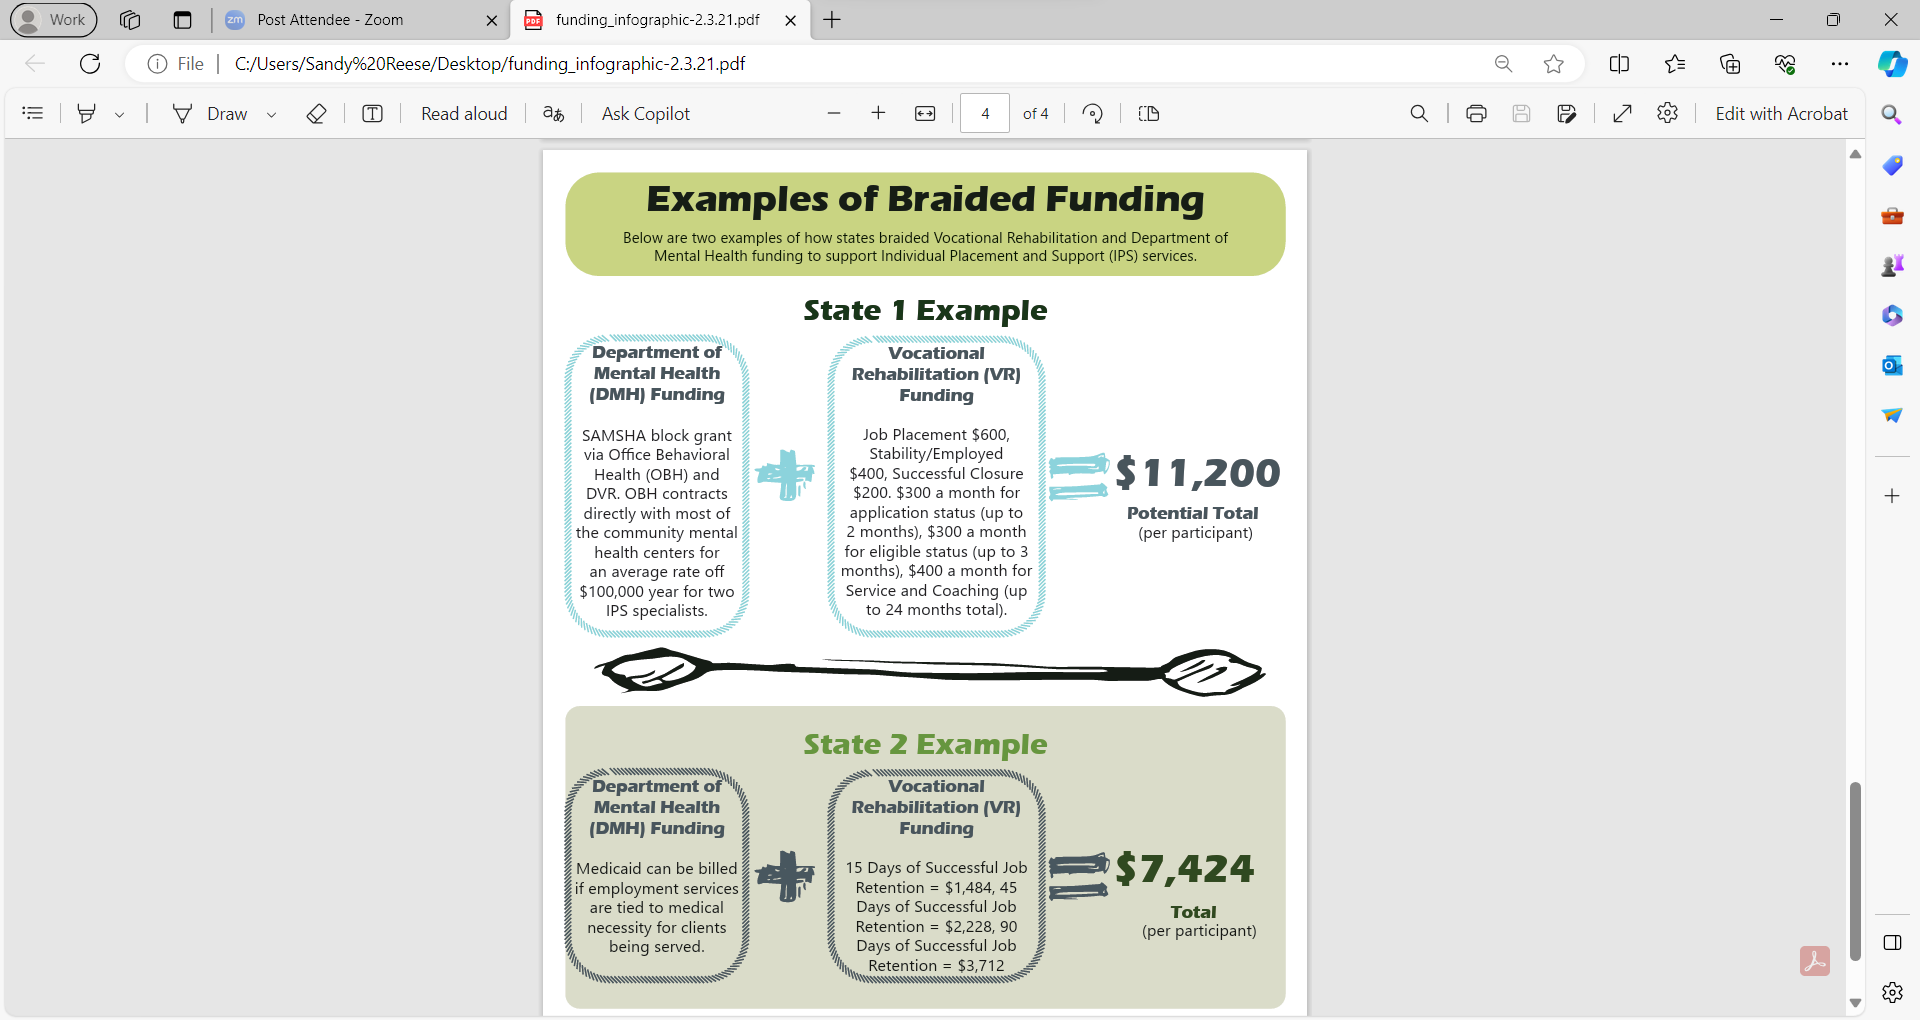 Work
Post Attendee - Zoom
funding_infographic-2.3.21.pdf
File
C:/Users/Sandy%20Reese/Desktop/funding_infographic-2.3.21.pdf
Draw
Read aloud
aあ
Ask Copilot
4
of 4
Edit with Acrobat
Examples of Braided Funding
Below are two examples of how states braided Vocational Rehabilitation and Department of
Mental Health funding to support Individual Placement and Support (IPS) services.
State 1 Example
Department of
Mental Health
(DMH) Funding
SAMSHA block grant
via Office Behavioral
Health (OBH) and
DVR. OBH contracts
directly with most of
the community mental
health centers for
an average rate off
$100,000 year for two
IPS specialists.
+
Vocational
Rehabilitation (VR)
Funding
Job Placement $600,
Stability/Employed
$400, Successful Closure
$200. $300 a month for
application status (up to
2 months), $300 a month
for eligible status (up to 3
months), $400 a month for
Service and Coaching (up
to 24 months total).
=
$11,200
Potential Total
(per participant)
State 2 Example
Department of
Mental Health
(DMH) Funding
Medicaid can be billed
if employment services
are tied to medical
necessity for clients
being served.
+
Vocational
Rehabilitation (VR)
Funding
15 Days of Successful Job
Retention = $1,484, 45
Days of Successful Job
Retention = $2,228, 90
Days of Successful Job
Retention = $3,712
=
$7,424
Total
(per participant)